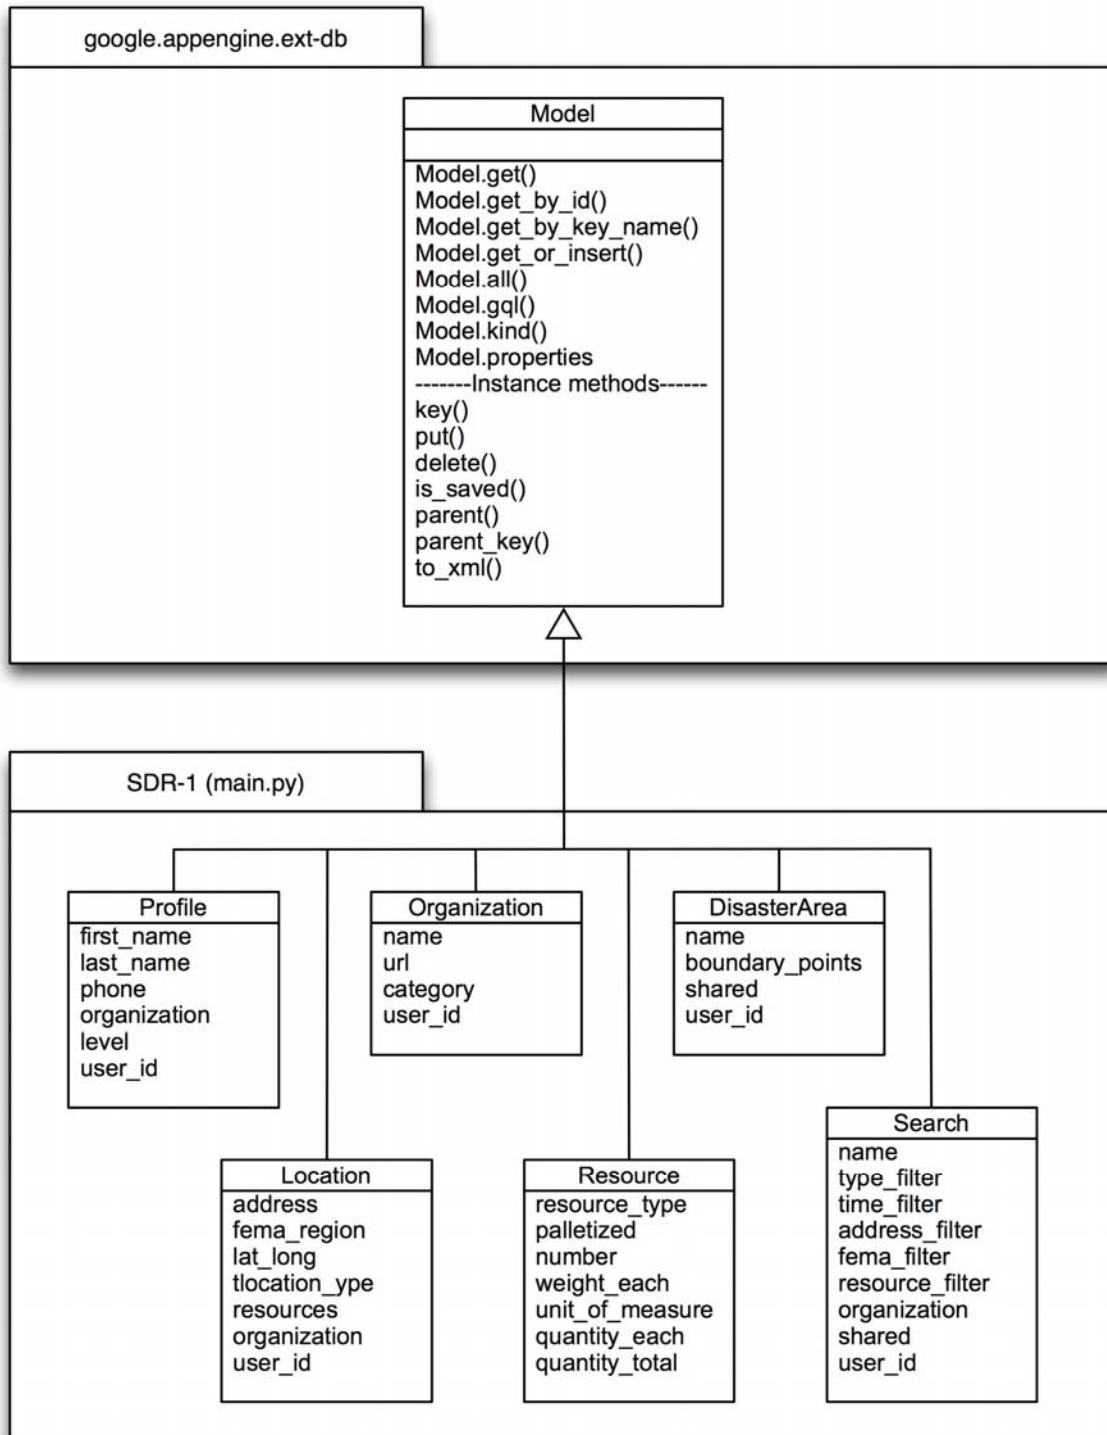 google.appengine.ext-db
Model
Model.get()
Model.get_by_id()
Model.get_by_key_name()
Model.get_or_insert()
Model.all()
Model.gql()
Model.kind()
Model.properties
-------Instance methods------
key()
put()
delete()
is_saved()
parent()
parent_key()
to_xml()
SDR-1 (main.py)
Profile
first_name
last_name
phone
organization
level
user_id
Organization
name
url
category
user_id
DisasterArea
name
boundary_points
shared
user_id
Location
address
fema_region
lat_long
tlocation_ype
resources
organization
user_id
Resource
resource_type
palletized
number
weight_each
unit_of_measure
quantity_each
quantity_total
Search
name
type_filter
time_filter
address_filter
fema_filter
resource_filter
organization
shared
user_id